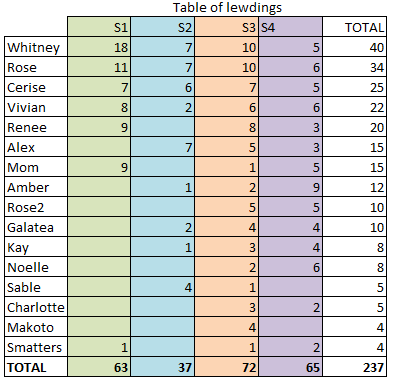 Table of lewdings
S1 S2 S3 S4 TOTAL
Whitney 18 7 10 5 40
Rose 11 7 10 6 34
Cerise 7 6 7 5 25
Vivian 8 2 6 6 22
Renee 9 8 3 20
Alex 7 5 3 15
Mom 9 1 5 15
Amber 1 2 9 12
Rose2 5 5 10
Galatea 2 4 4 10
Kay 1 3 4 8
Noelle 2 6 8
Sable 4 1 5
Charlotte 3 2 5
Makoto 4 4
Smatters 1 1 2 4
TOTAL 63 37 72 65 237